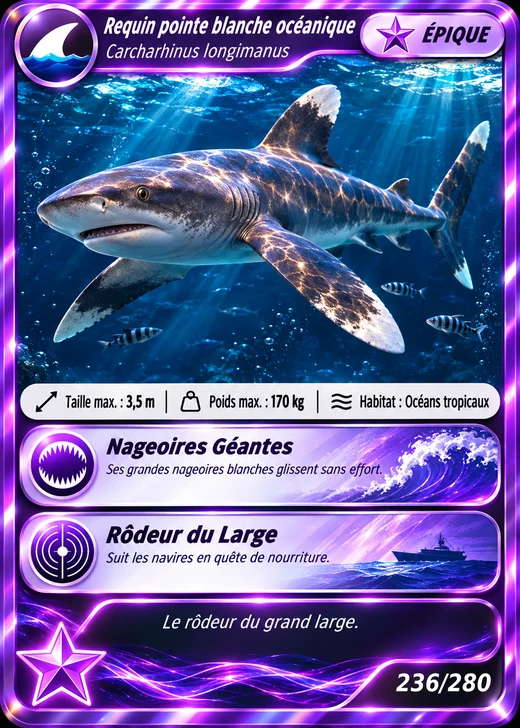 Requin pointe blanche océanique
Carcharhinus longimanus
ÉPIQUE
Taille max. : 3,5 m
Poids max. : 170 kg
Habitat : Océans tropicaux
Nageoires Géantes
Ses grandes nageoires blanches glissent sans effort.
Rôdeur du Large
Suit les navires en quête de nourriture.
Le rôdeur du grand large.
236/280